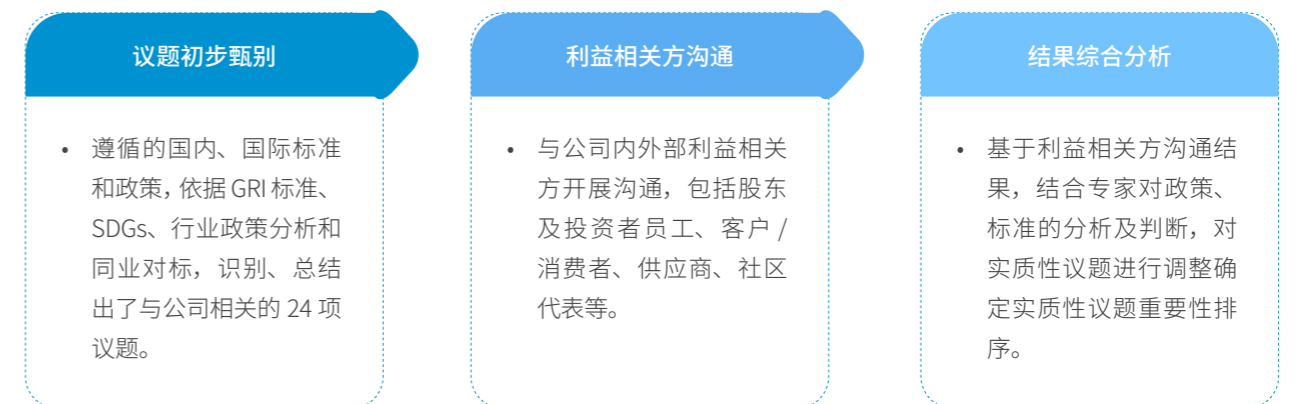 议题初步甄别
• 遵循的国内、国际标准
和政策，依据 GRI 标准、
SDGs、行业政策分析和
同业对标，识别、总结
出了与公司相关的 24 项
议题。
利益相关方沟通
• 与公司内外部利益相关
方开展沟通，包括股东
及投资者员工、客户 /
消费者、供应商、社区
代表等。
结果综合分析
• 基于利益相关方沟通结
果，结合专家对政策、
标准的分析及判断，对
实质性议题进行调整确
定实质性议题重要性排
序。